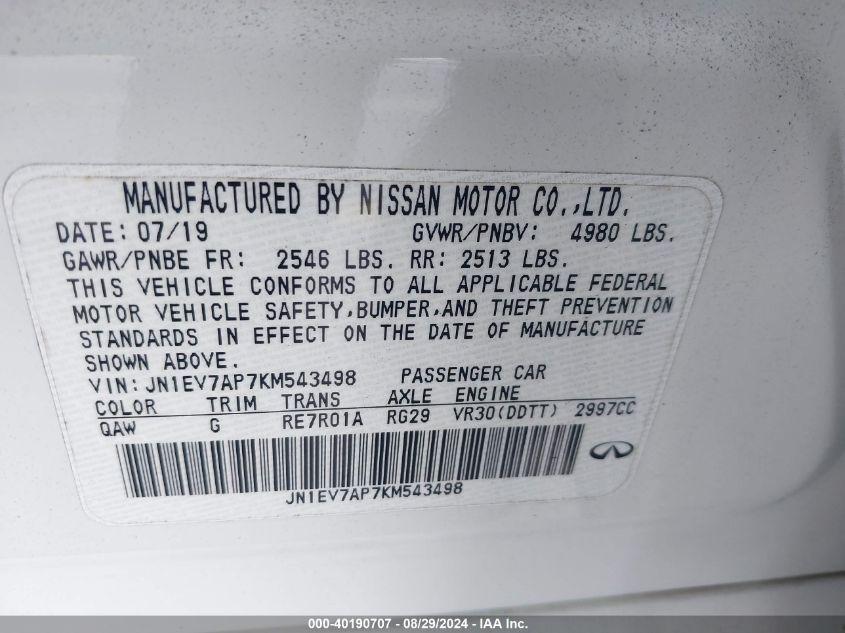 MANUFACTURED BY NISSAN MOTOR CO.,LTD.
DATE: 07/19 GVWR/PNBV: 4980 LBS.
GAWR/PNBE FR: 2546 LBS. RR: 2513 LBS.
THIS VEHICLE CONFORMS TO ALL APPLICABLE FEDERAL
MOTOR VEHICLE SAFETY,BUMPER,AND THEFT PREVENTION
STANDARDS IN EFFECT ON THE DATE OF MANUFACTURE
SHOWN ABOVE.
VIN:JN1EV7AP7KM543498 PASSENGER CAR
COLOR TRIM TRANS AXLE ENGINE
QAW G RE7R01A RG29 VR30(DDTT) 2997CC
JN1EV7AP7KM543498
000-40190707 - 08/29/2024 - IAA Inc.